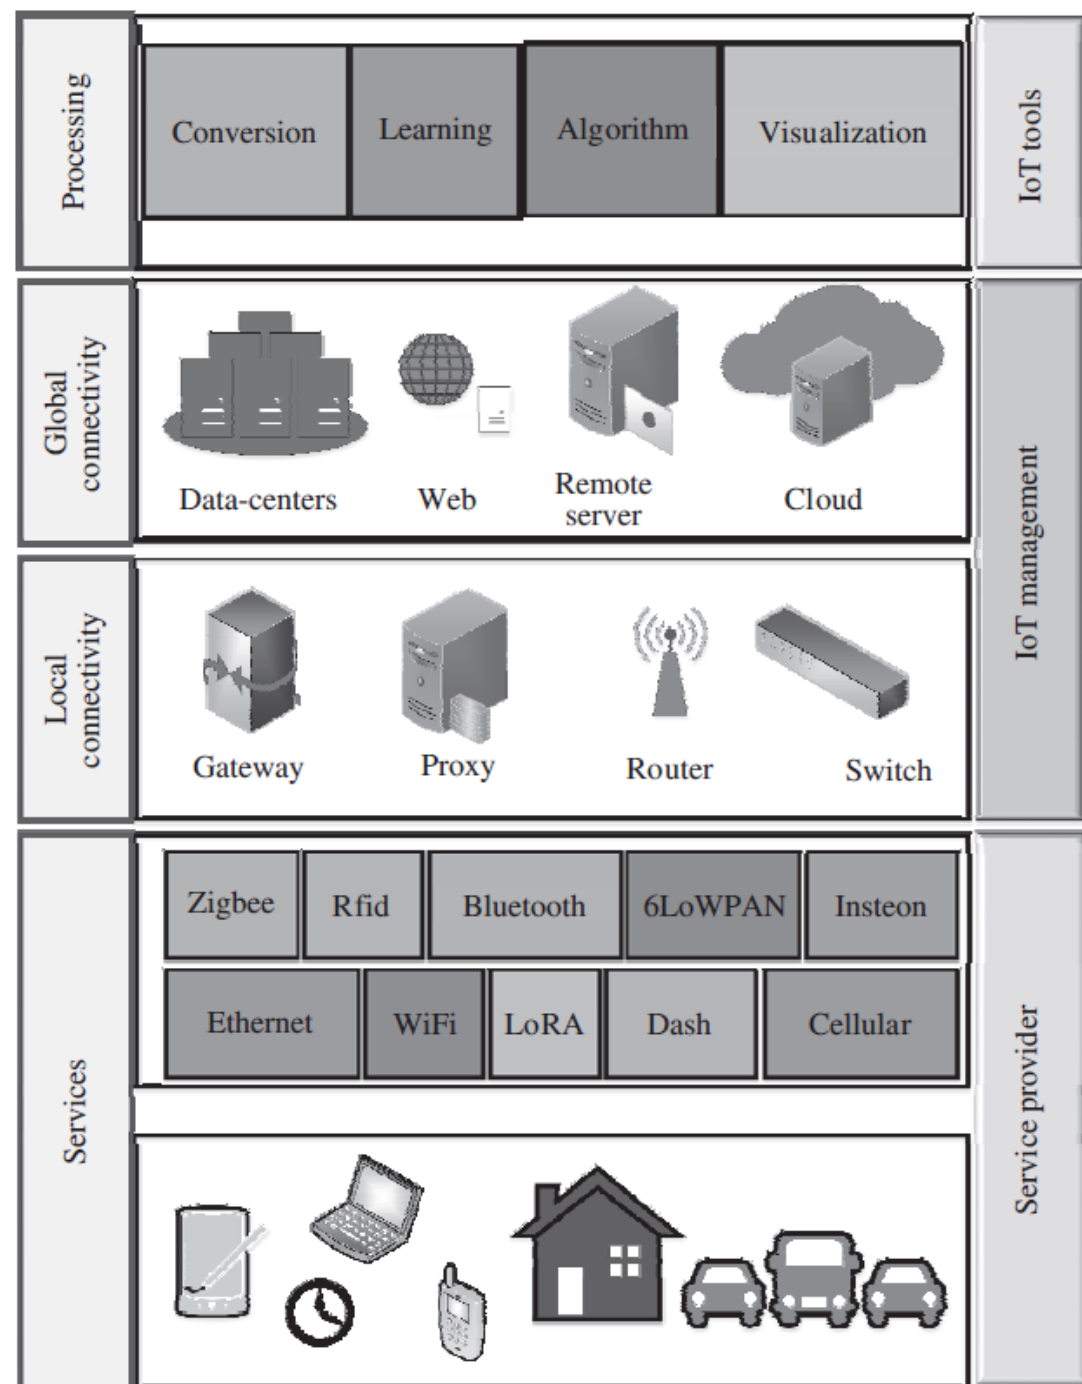 Processing
Conversion
Learning
Algorithm
Visualization
IoT tools
Global
connectivity
Data-centers
Web
Remote
server
Cloud
IoT management
Local
connectivity
Gateway
Proxy
Router
Switch
Services
Zigbee
Rfid
Bluetooth
6LoWPAN
Insteon
Ethernet
WiFi
LoRA
Dash
Cellular
Service provider